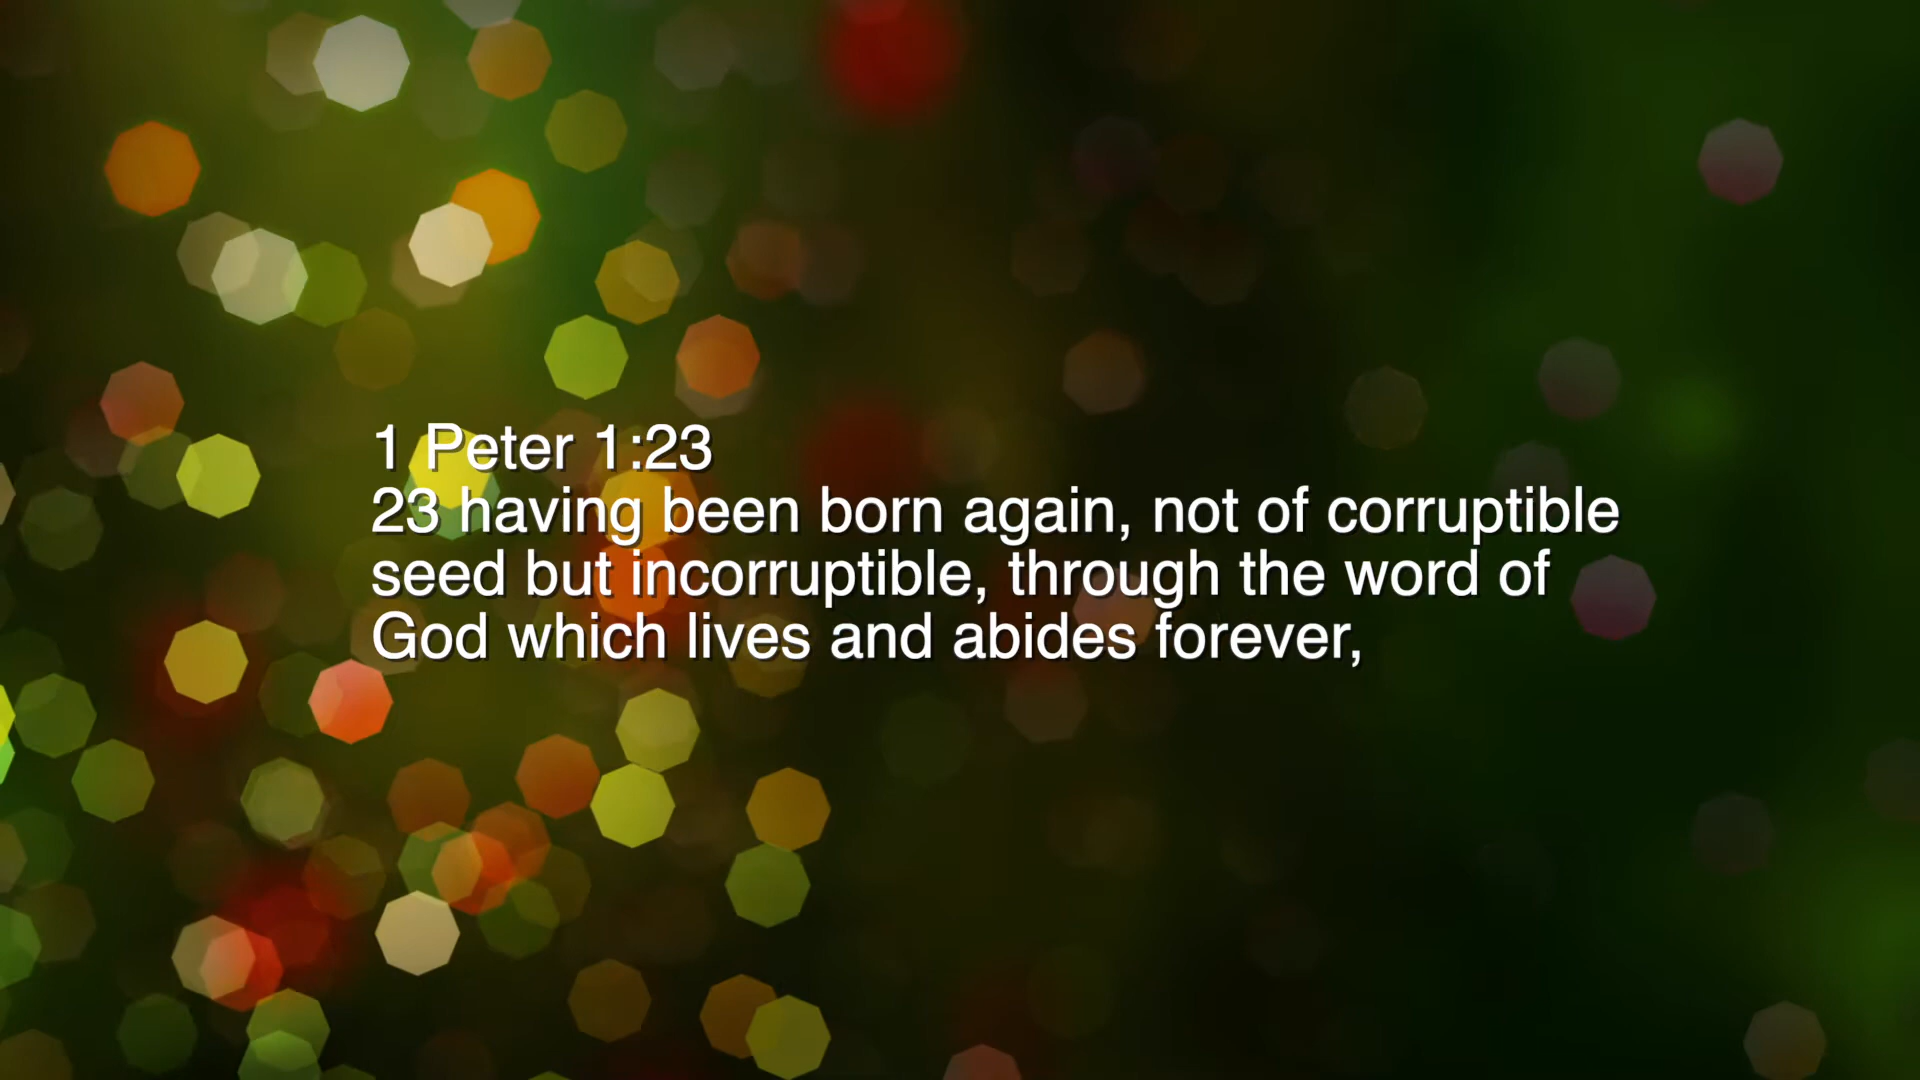 1 Peter 1:23
23 having been born again, not of corruptible
seed but incorruptible, through the word of
God which lives and abides forever,